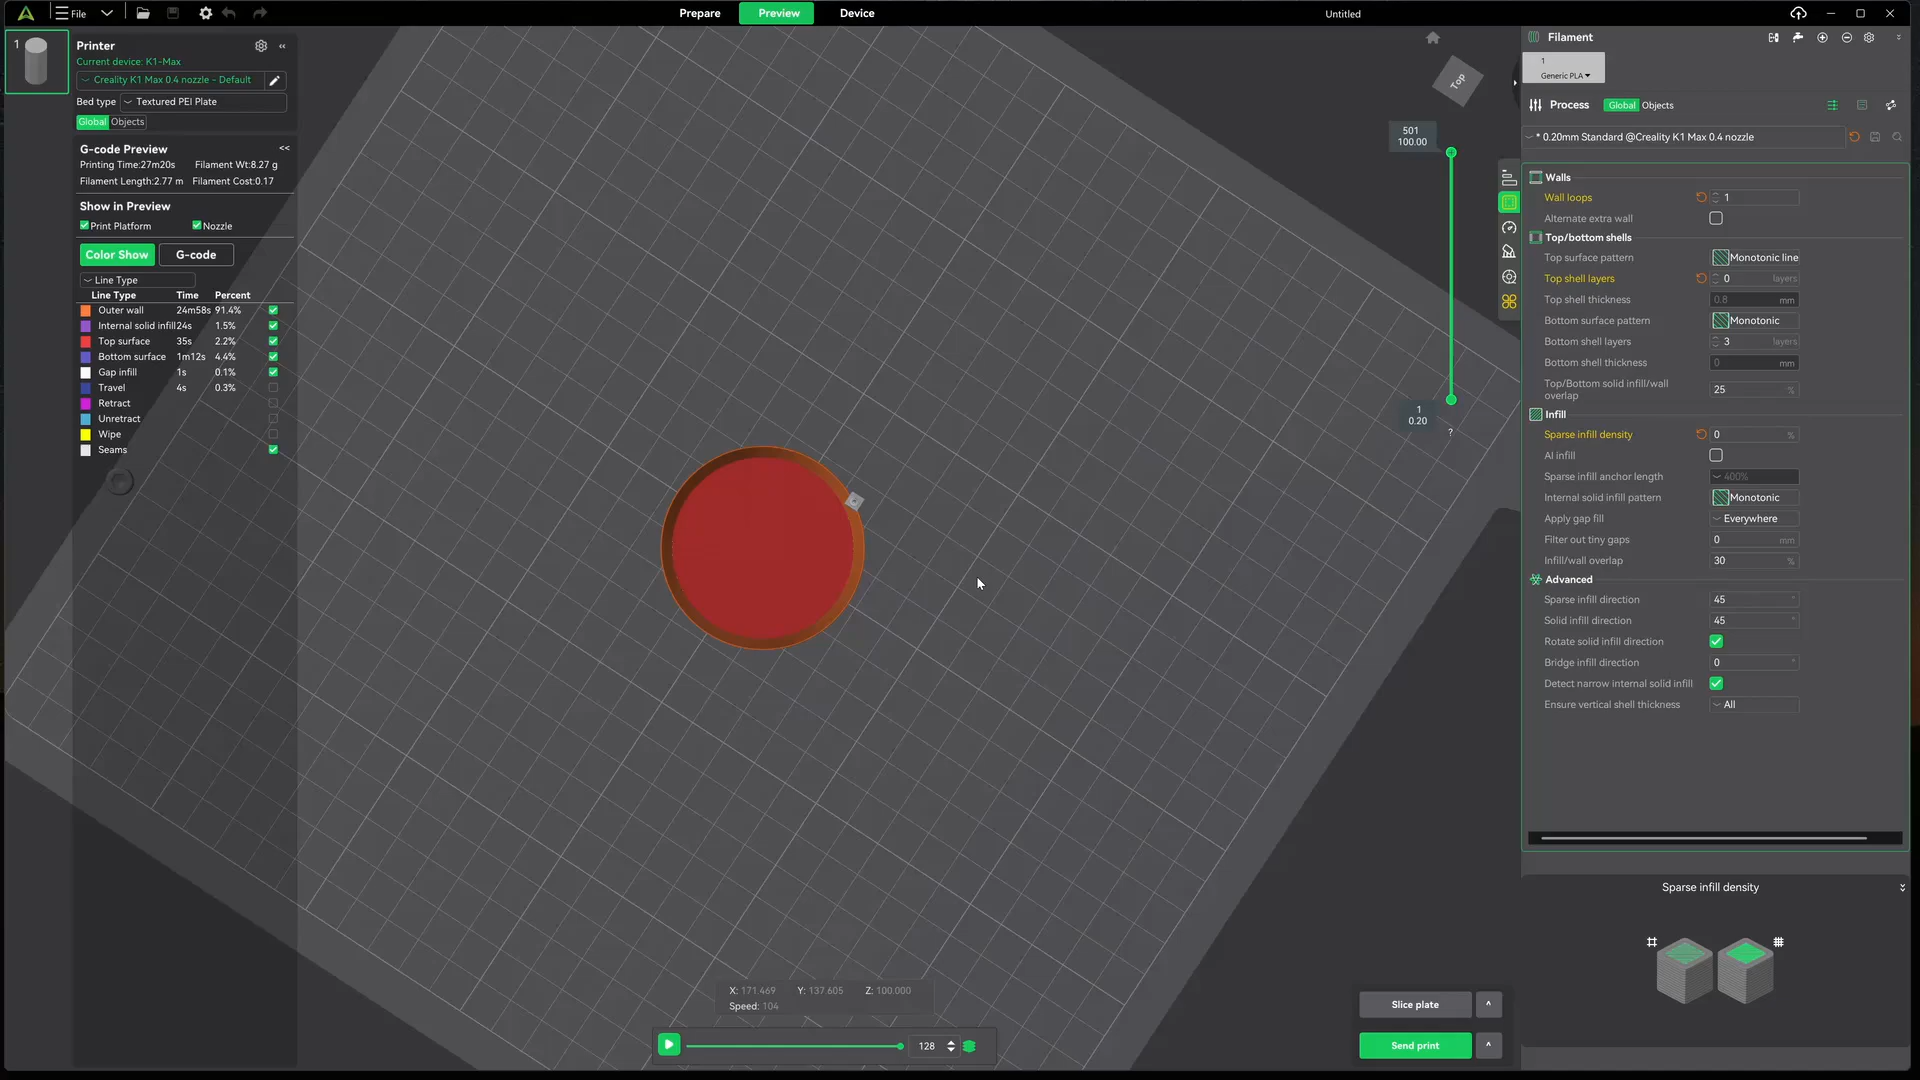 File
Prepare
Preview
Device
Untitled
1
Printer
Current device: K1-Max
Creality K1 Max 0.4 nozzle - Default
Bed type
Textured PEI Plate
Global
Objects
G-code Preview
<<
Printing Time:27m20s
Filament Wt:8.27 g
Filament Length:2.77 m
Filament Cost:0.17
Show in Preview
Print Platform
Nozzle
Color Show
G-code
Line Type
Line Type Time Percent
Outer wall 24m58s 91.4%
Internal solid infill 24s 1.5%
Top surface 35s 2.2%
Bottom surface 1m12s 4.4%
Gap infill 1s 0.1%
Travel 4s 0.3%
Retract
Unretract
Wipe
Seams
Top
501
100.00
1
0.20
?
X: 171.469 Y: 137.605 Z: 100.000
Speed: 104
128
Slice plate
Send print
Filament
1
Generic PLA
Process
Global
Objects
* 0.20mm Standard @Creality K1 Max 0.4 nozzle
Walls
Wall loops 1
Alternate extra wall
Top/bottom shells
Top surface pattern Monotonic line
Top shell layers 0 layers
Top shell thickness 0.8 mm
Bottom surface pattern Monotonic
Bottom shell layers 3 layers
Bottom shell thickness 0 mm
Top/Bottom solid infill/wall
overlap 25 %
Infill
Sparse infill density 0 %
AI infill
Sparse infill anchor length 400%
Internal solid infill pattern Monotonic
Apply gap fill Everywhere
Filter out tiny gaps 0 mm
Infill/wall overlap 30 %
Advanced
Sparse infill direction 45 °
Solid infill direction 45 °
Rotate solid infill direction
Bridge infill direction 0 °
Detect narrow internal solid infill
Ensure vertical shell thickness All
Sparse infill density